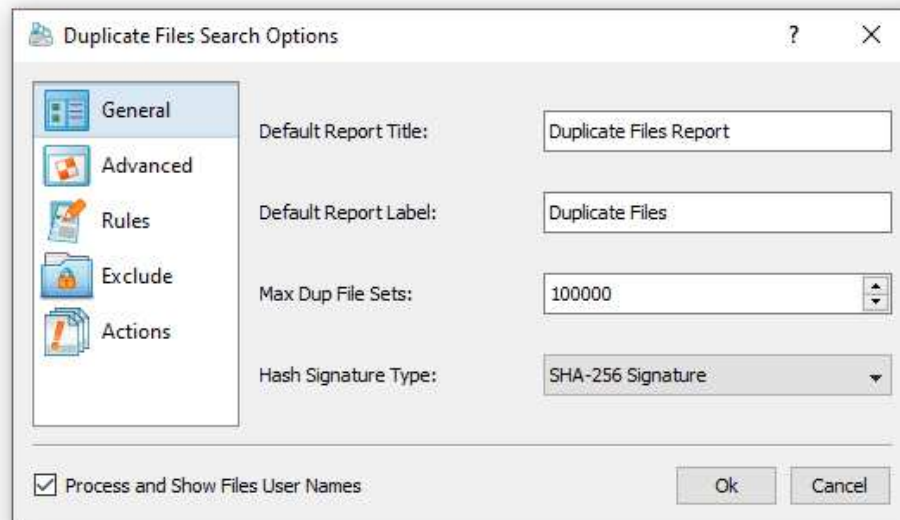 Duplicate Files Search Options
?
General
Advanced
Rules
Exclude
Actions
Default Report Title:
Duplicate Files Report
Default Report Label:
Duplicate Files
Max Dup File Sets:
100000
Hash Signature Type:
SHA-256 Signature
Process and Show Files User Names
Ok
Cancel